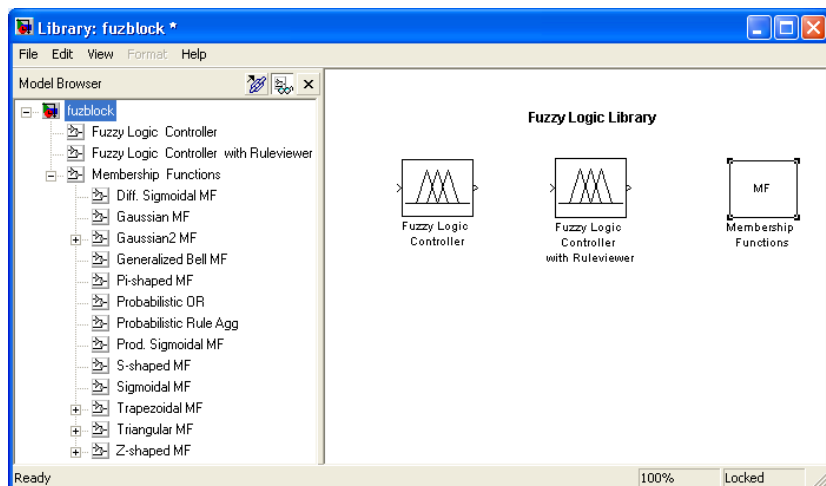 Library: fuzblock *
File Edit View Format Help
Model Browser
fuzblock
Fuzzy Logic Controller
Fuzzy Logic Controller with Ruleviewer
Membership Functions
Diff. Sigmoidal MF
Gaussian MF
Gaussian2 MF
Generalized Bell MF
Pi-shaped MF
Probabilistic OR
Probabilistic Rule Agg
Prod. Sigmoidal MF
S-shaped MF
Sigmoidal MF
Trapezoidal MF
Triangular MF
Z-shaped MF
Fuzzy Logic Library
Fuzzy Logic
Controller
Fuzzy Logic
Controller
with Ruleviewer
MF
Membership
Functions
Ready 100% Locked